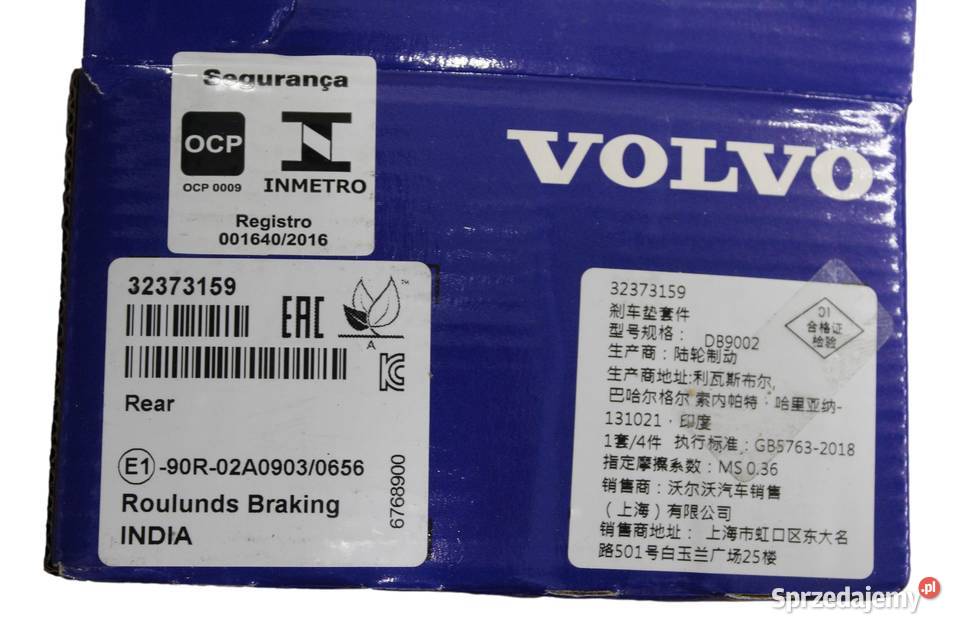 Segurança
OCP
OCP 0009
INMETRO
Registro
001640/2016
VOLVO
32373159
EAC
™
A
Rear
E1 -90R-02A0903/0656
Roulunds Braking
INDIA
6768900
32373159
刹车垫套件
型号规格： DB9002
生产商：陆轮制动
生产商地址:利瓦斯布尔,
巴哈尔格尔 索内帕特·哈里亚纳-
131021·印度
1套/4件 执行标准：GB5763-2018
指定摩擦系数：MS 0.36
销售商：沃尔沃汽车销售
（上海）有限公司
销售商地址： 上海市虹口区东大名
路501号白玉兰广场25楼
01
合格证
检验
Sprzedajemy.pl